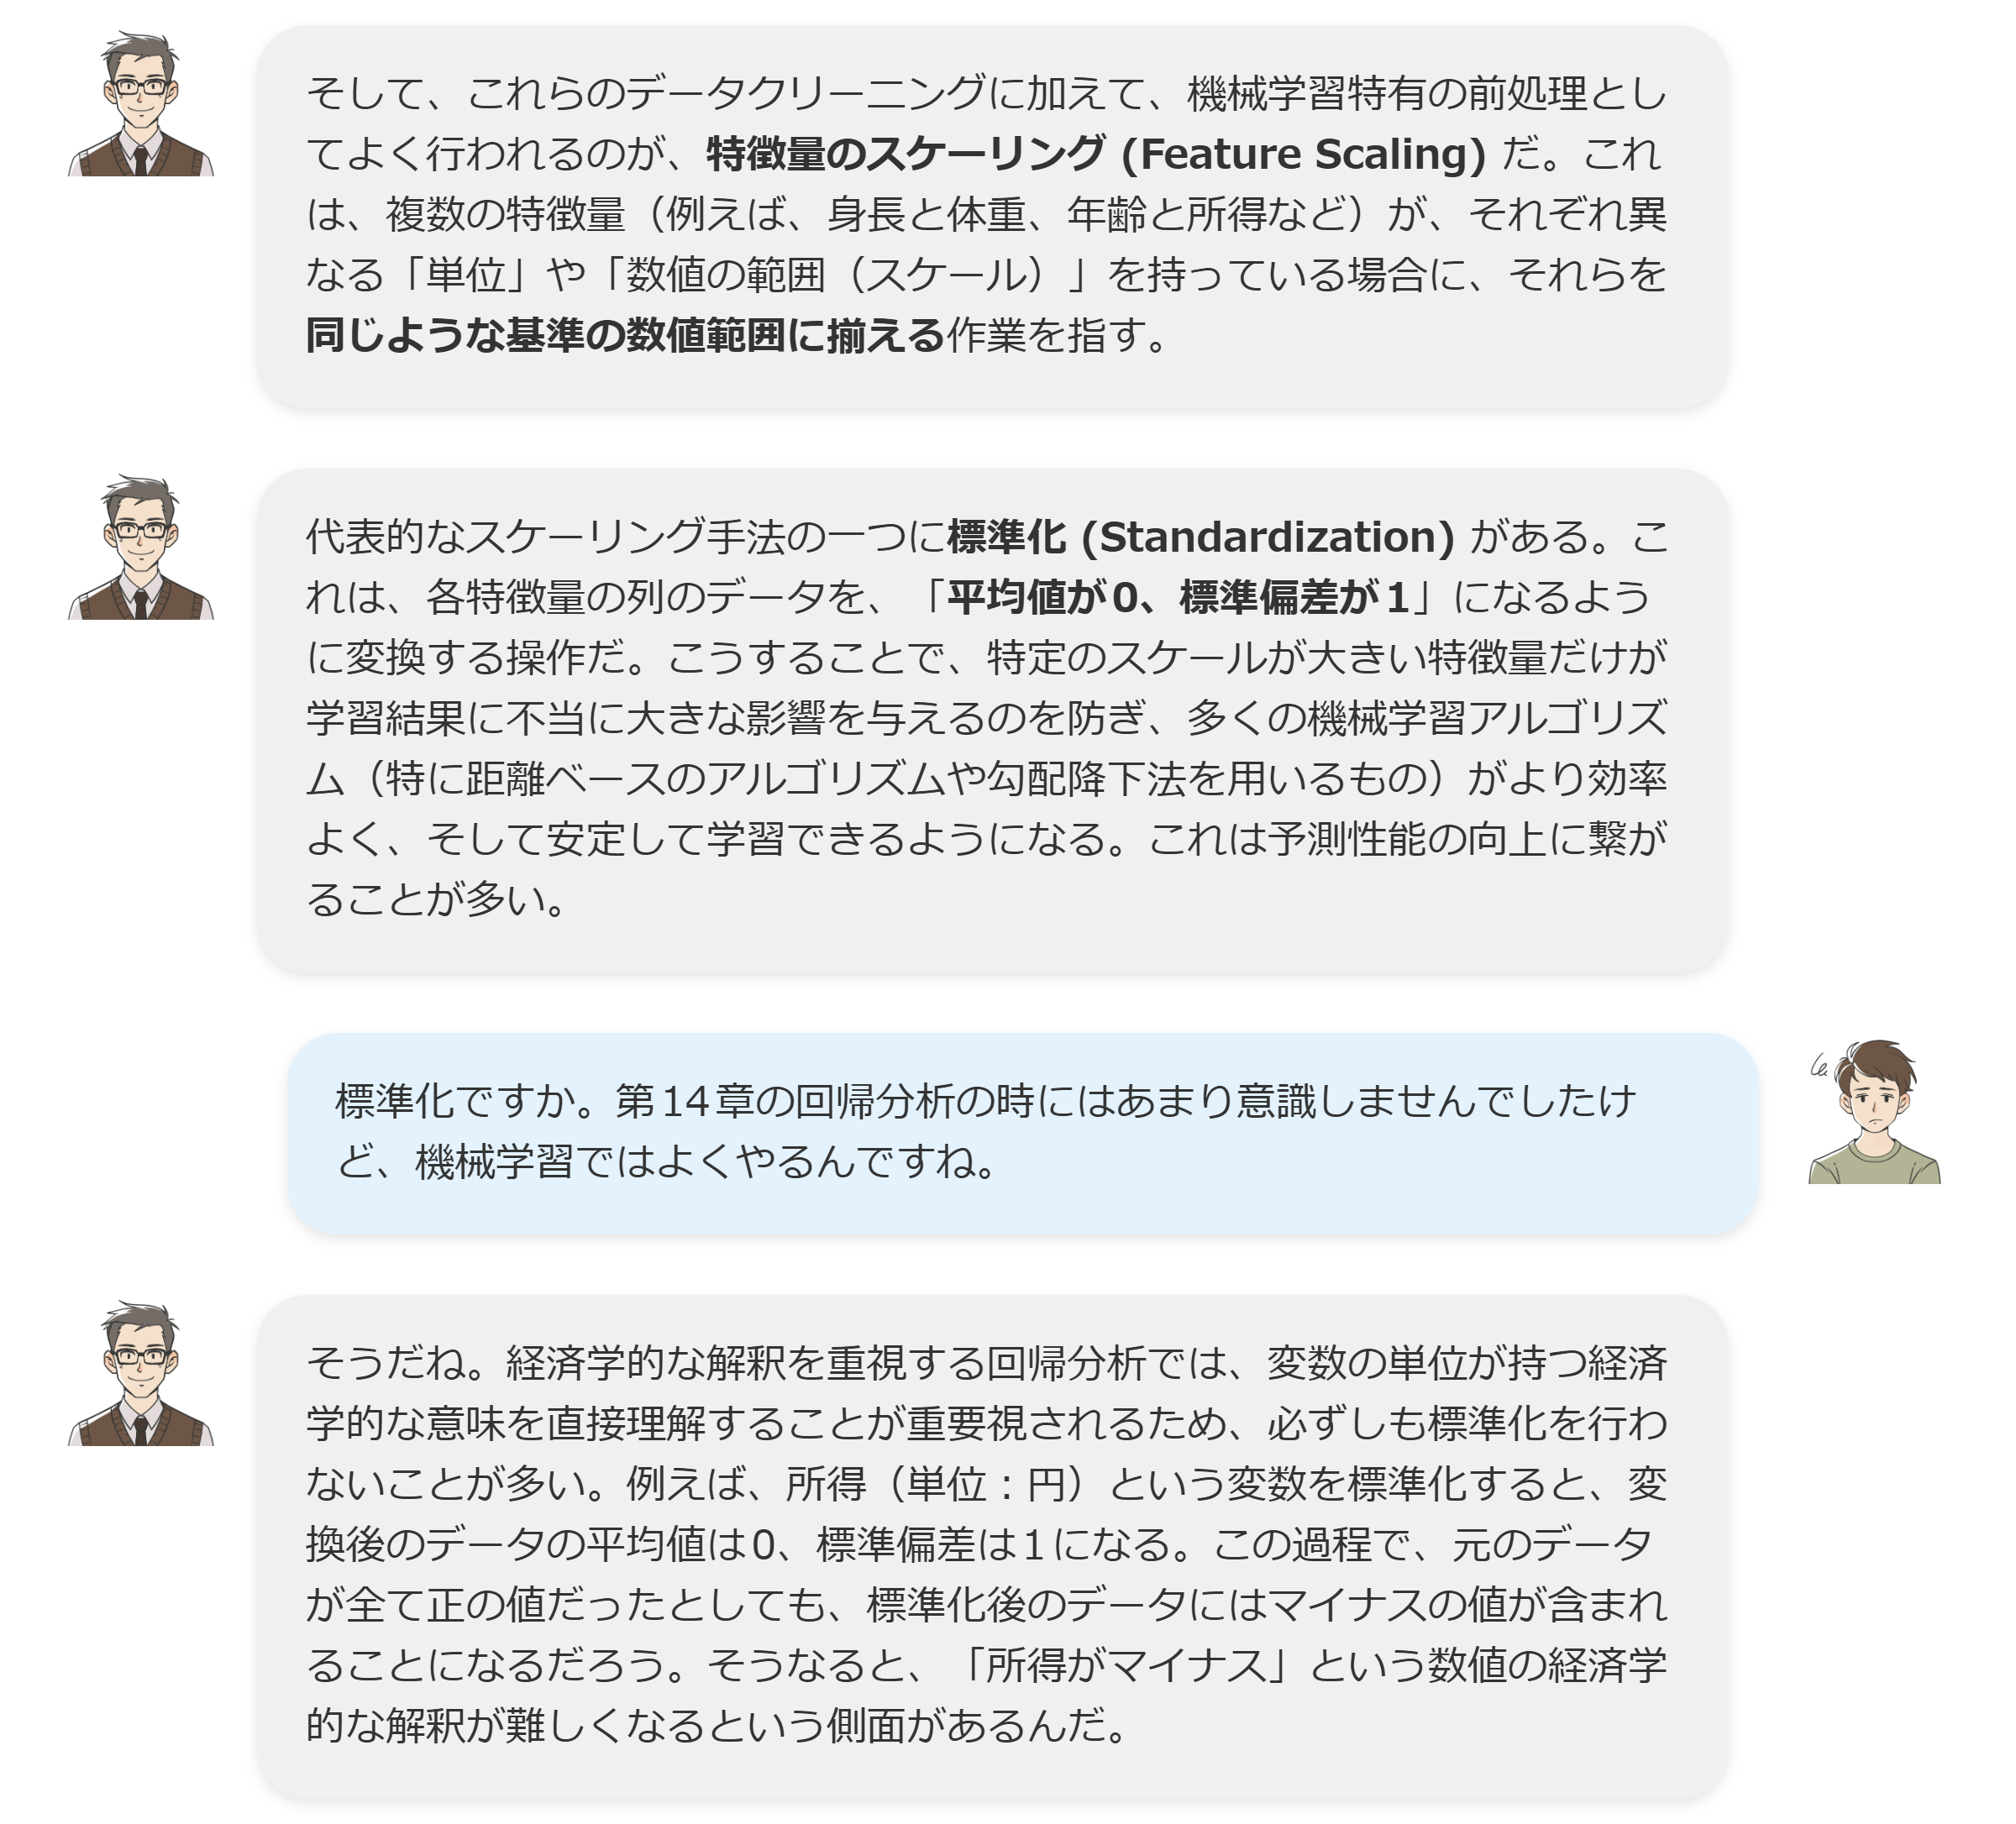 そして、これらのデータクリーニングに加えて、機械学習特有の前処理とし
てよく行われるのが、特徴量のスケーリング (Feature Scaling) だ。これ
は、複数の特徴量（例えば、身長と体重、年齢と所得など）が、それぞれ異
なる「単位」や「数値の範囲（スケール）」を持っている場合に、それらを
同じような基準の数値範囲に揃える作業を指す。
代表的なスケーリング手法の一つに標準化 (Standardization) がある。こ
れは、各特徴量の列のデータを、「平均値が0、標準偏差が1」になるよう
に変換する操作だ。こうすることで、特定のスケールが大きい特徴量だけが
学習結果に不当に大きな影響を与えるのを防ぎ、多くの機械学習アルゴリズ
ム（特に距離ベースのアルゴリズムや勾配降下法を用いるもの）がより効率
よく、そして安定して学習できるようになる。これは予測性能の向上に繋が
ることが多い。
標準化ですか。第14章の回帰分析の時にはあまり意識しませんでしたけ
ど、機械学習ではよくやるんですね。
そうだね。経済学的な解釈を重視する回帰分析では、変数の単位が持つ経済
学的な意味を直接理解することが重要視されるため、必ずしも標準化を行わ
ないことが多い。例えば、所得（単位：円）という変数を標準化すると、変
換後のデータの平均値は0、標準偏差は1になる。この過程で、元のデータ
が全て正の値だったとしても、標準化後のデータにはマイナスの値が含まれ
ることになるだろう。そうなると、「所得がマイナス」という数値の経済学
的な解釈が難しくなるという側面があるんだ。